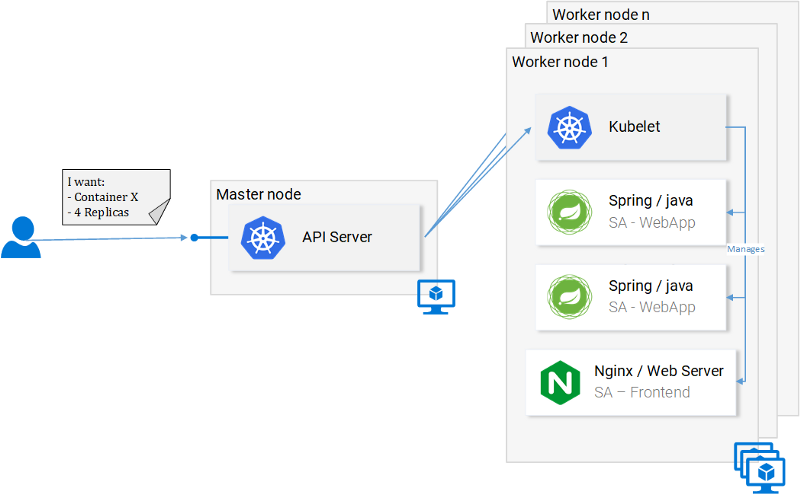 Worker node n
Worker node 2
Worker node 1
Kubelet
I want:
- Container X
- 4 Replicas
Master node
API Server
Spring / java
SA - WebApp
Manages
Spring / java
SA - WebApp
Nginx / Web Server
SA – Frontend